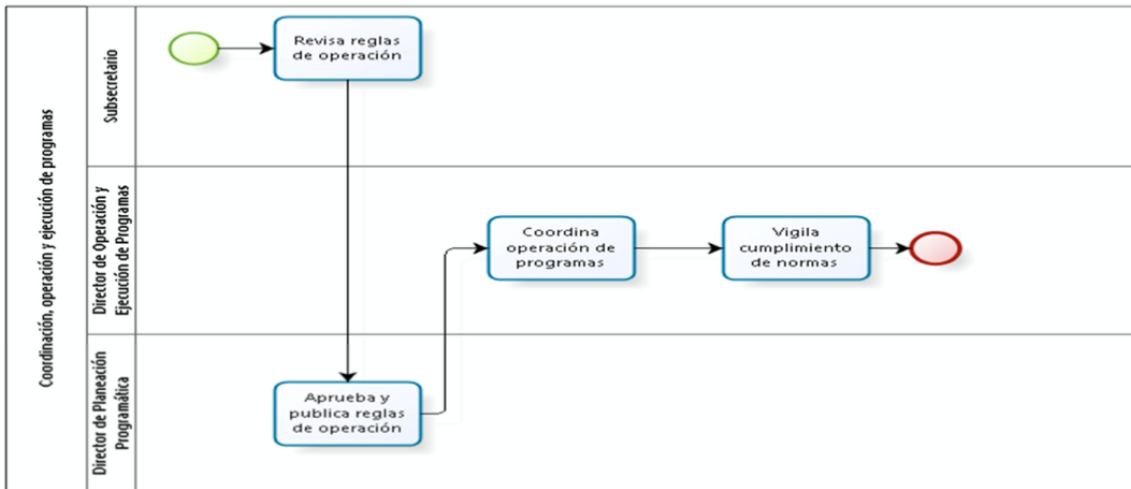 Coordinación, operación y ejecución de programas
Subsecretario
Revisa reglas
de operación
Director de Operación y
Ejecución de Programas
Coordina
operación de
programas
Vigila
cumplimiento
de normas
Director de Planeación
Programática
Aprueba y
publica reglas
de operación